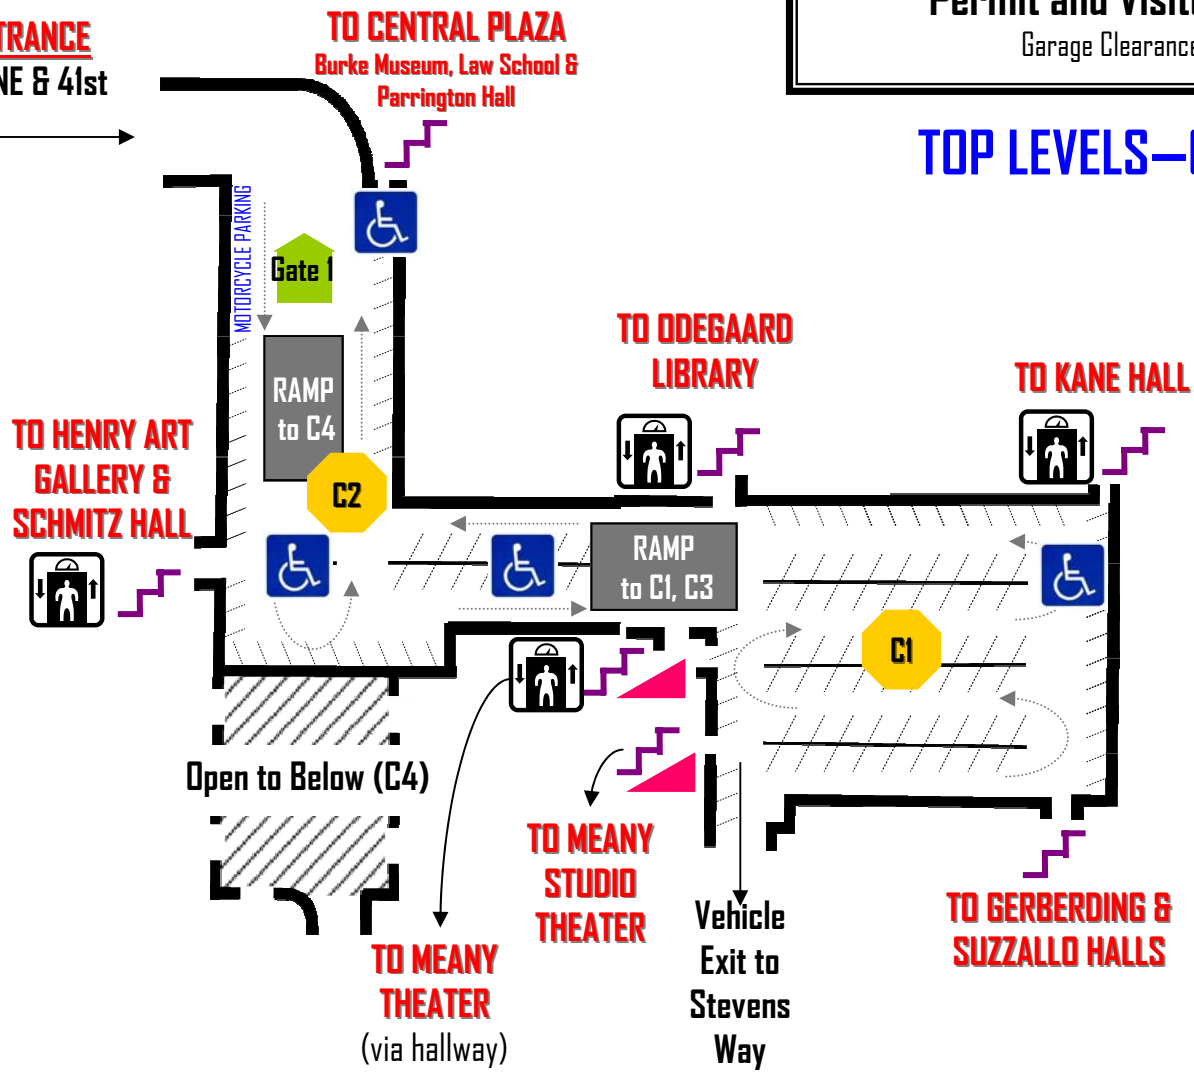 TRANCE
NE & 41st
TO CENTRAL PLAZA
Burke Museum, Law School &
Parrington Hall
Permit and Visit
Garage Clearance
TOP LEVELS—
MOTORCYCLE PARKING
Gate 1
RAMP
to C4
TO ODEGAARD
LIBRARY
TO KANE HALL
TO HENRY ART
GALLERY &
SCHMITZ HALL
C2
RAMP
to C1, C3
C1
Open to Below (C4)
TO MEANY
STUDIO
THEATER
TO MEANY
THEATER
(via hallway)
Vehicle
Exit to
Stevens
Way
TO GERBERDING &
SUZZALLO HALLS